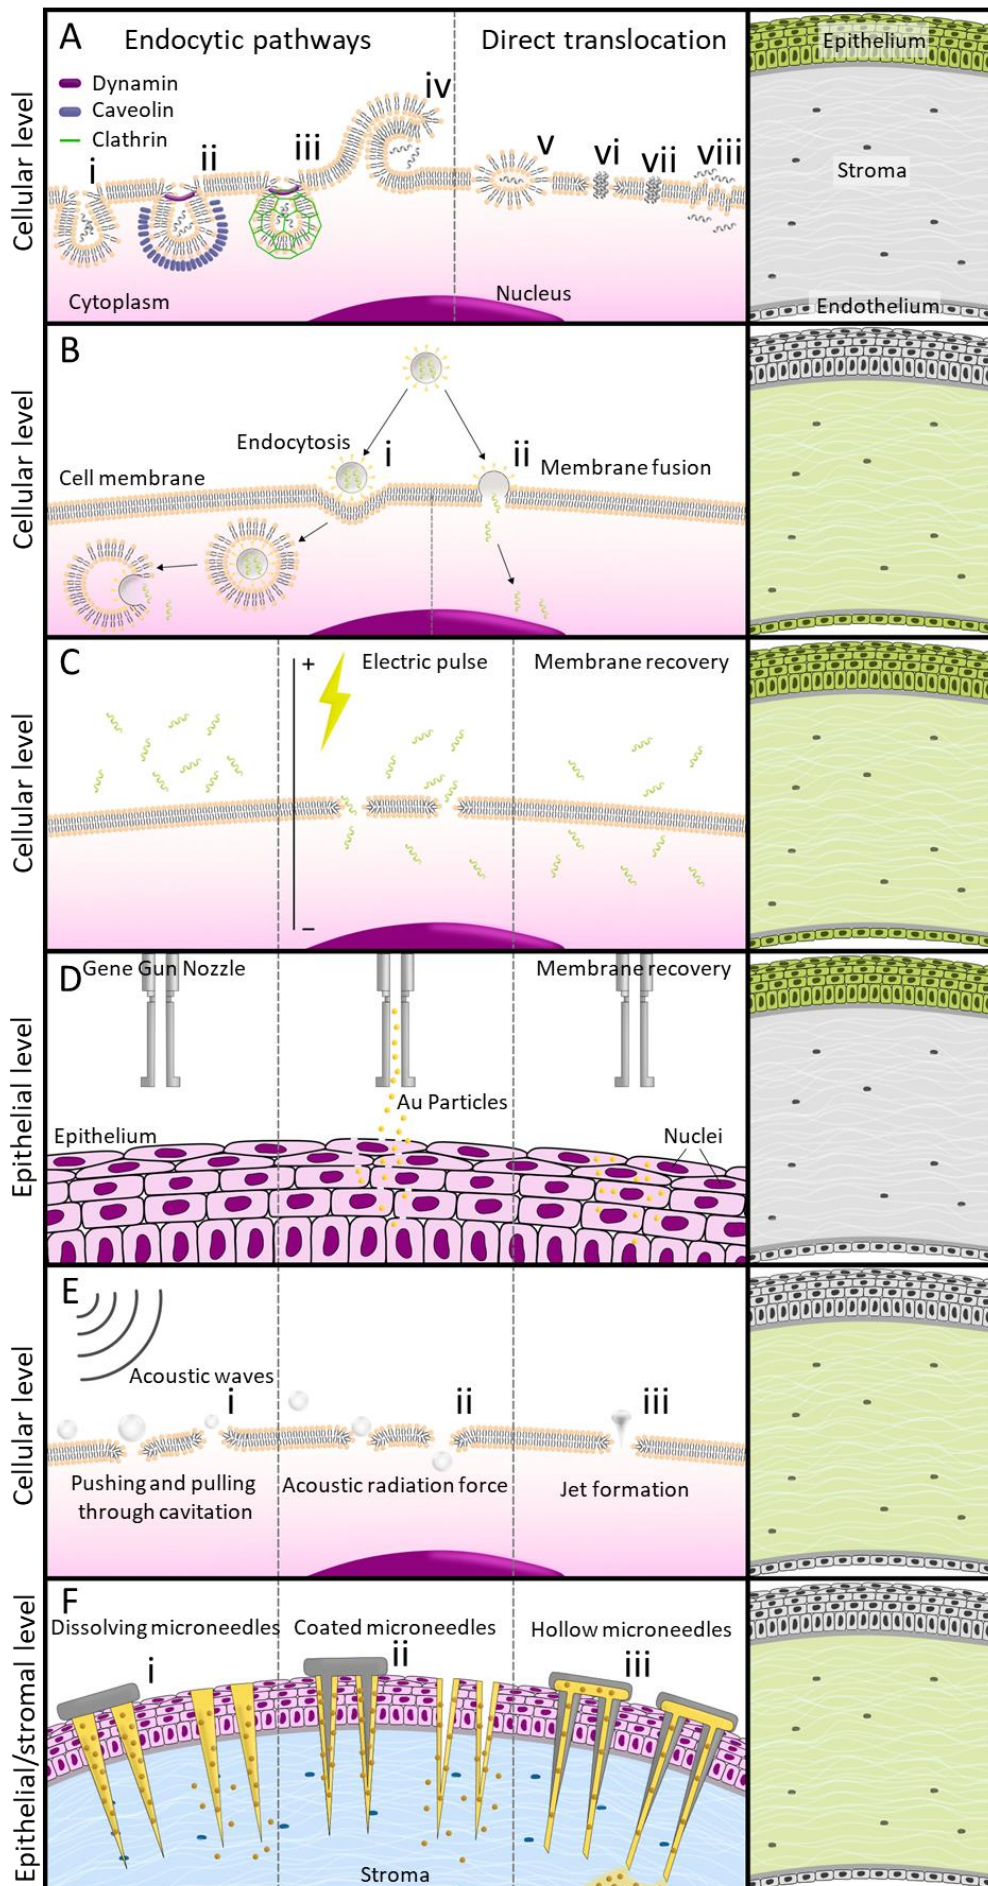 A
Endocytic pathways
Direct translocation
Dynamin
Caveolin
Clathrin
i
ii
iii
iv
v
vi
vii
viii
Cytoplasm
Nucleus
Cellular level
Epithelium
Stroma
Endothelium
B
Endocytosis
i
ii
Cell membrane
Membrane fusion
Cellular level
C
+
Electric pulse
Membrane recovery
−
Cellular level
D
Gene Gun Nozzle
Membrane recovery
Au Particles
Epithelium
Nuclei
Epithelial level
E
Acoustic waves
i
ii
iii
Pushing and pulling
through cavitation
Acoustic radiation force
Jet formation
Cellular level
F
Dissolving microneedles
Coated microneedles
Hollow microneedles
i
ii
iii
Stroma
Epithelial/stromal level